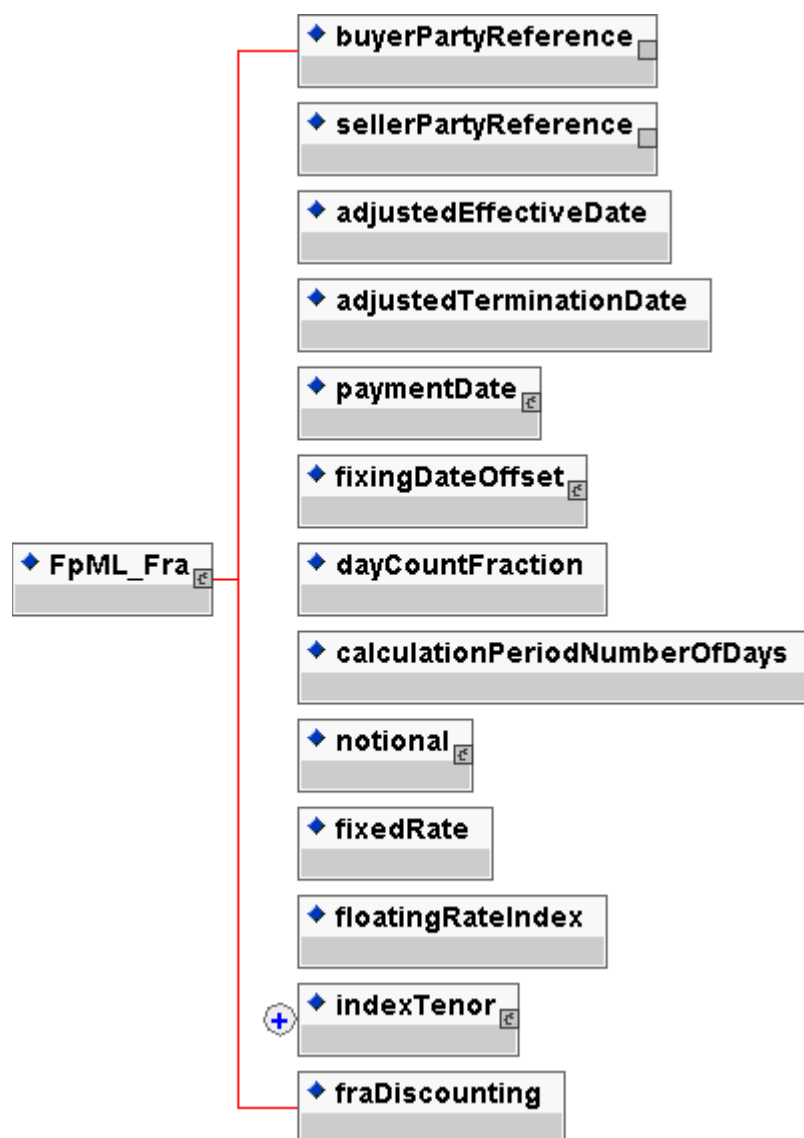 buyerPartyReference
sellerPartyReference
adjustedEffectiveDate
adjustedTerminationDate
paymentDate
fixingDateOffset
FpML_Fra
dayCountFraction
calculationPeriodNumberOfDays
notional
fixedRate
floatingRateIndex
indexTenor
fraDiscounting